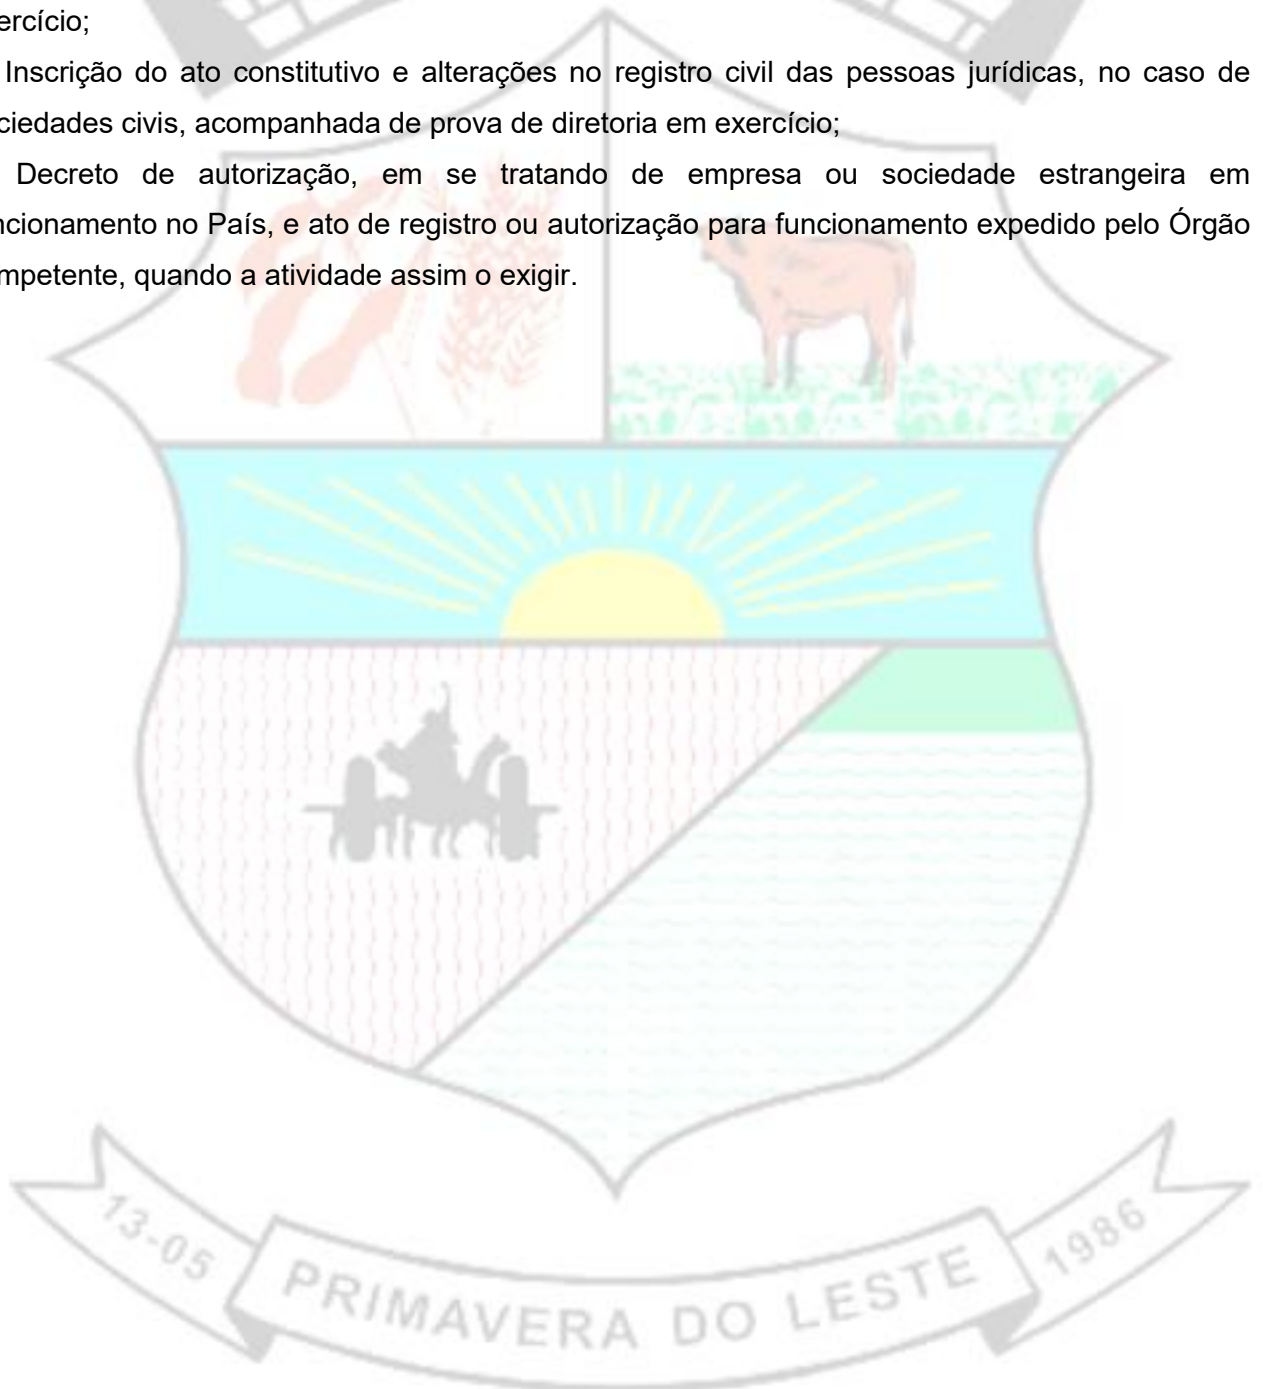 ercício;
Inscrição do ato constitutivo e alterações no registro civil das pessoas jurídicas, no caso de
ciedades civis, acompanhada de prova de diretoria em exercício;
Decreto de autorização, em se tratando de empresa ou sociedade estrangeira em
ncionamento no País, e ato de registro ou autorização para funcionamento expedido pelo Órgão
mpetente, quando a atividade assim o exigir.
13-05 PRIMAVERA DO LESTE 1986